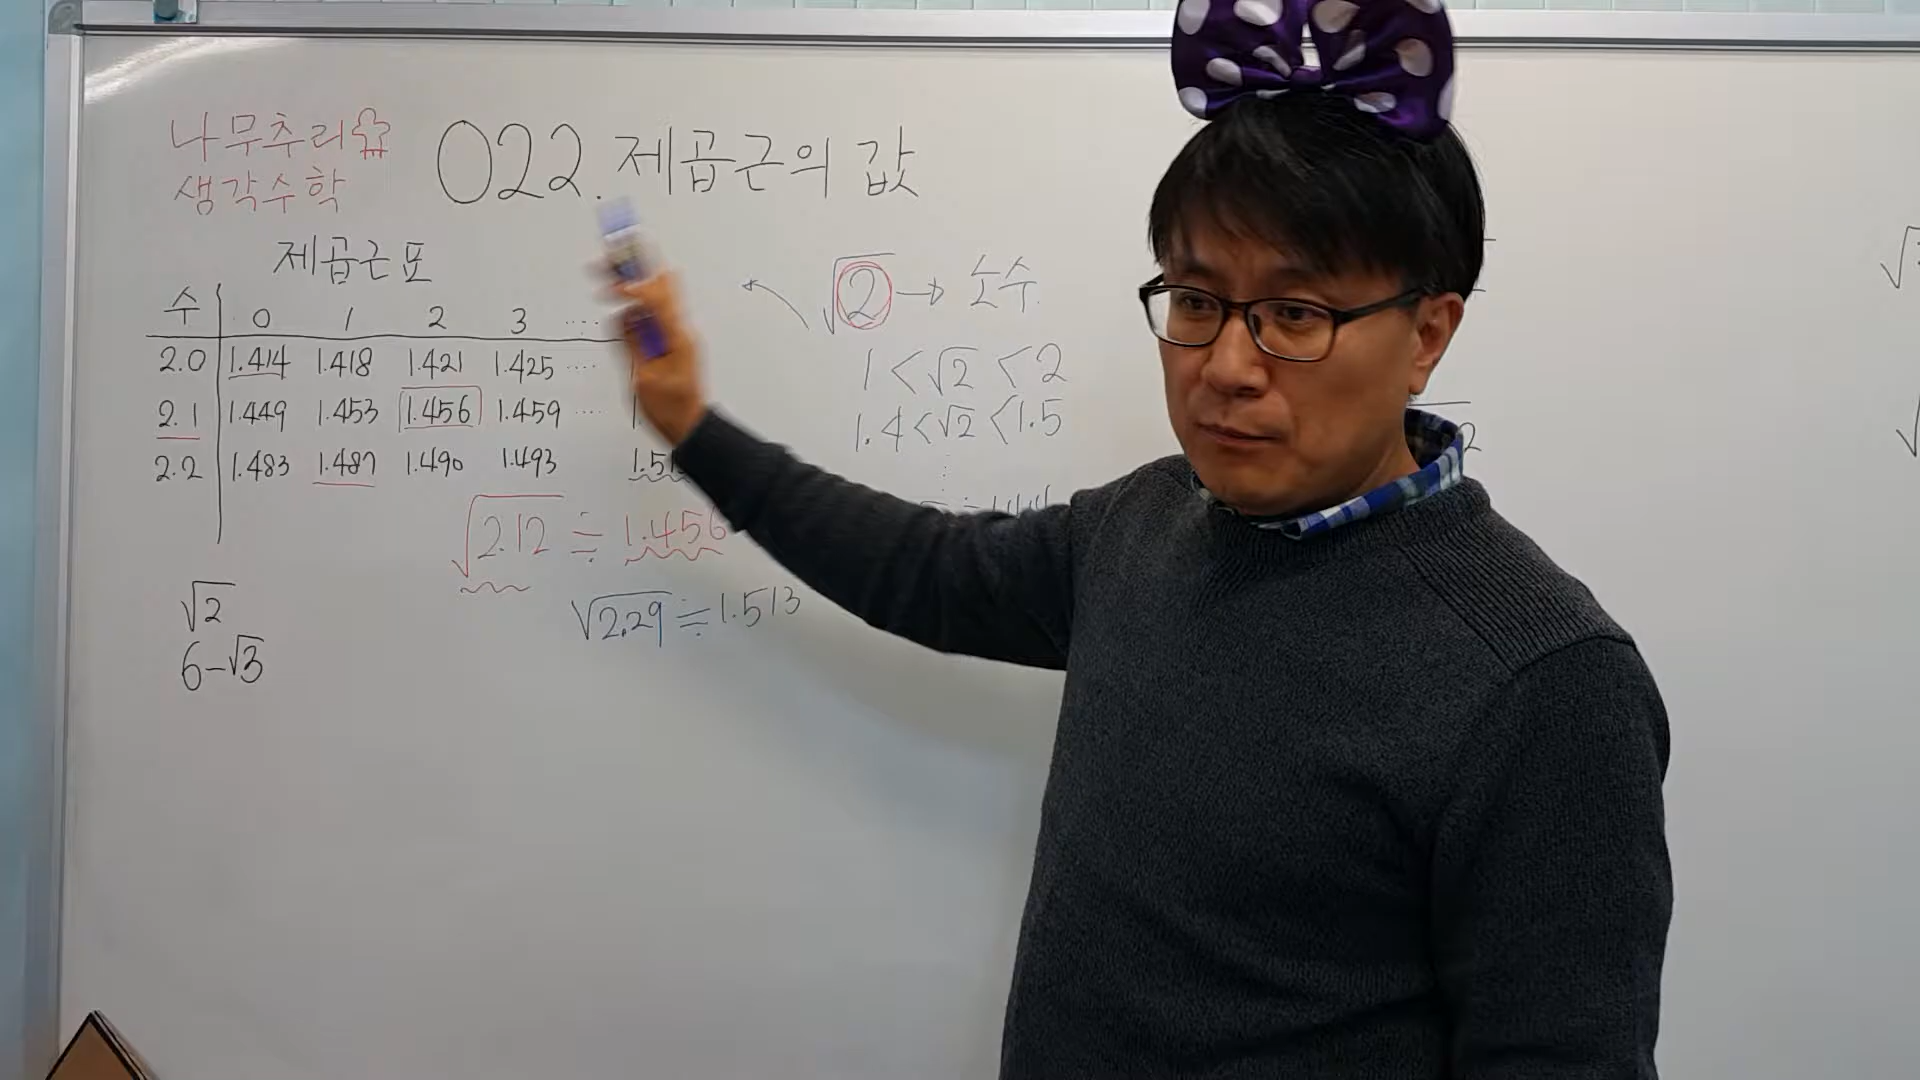 나무추리
생각수학
022. 제곱근의 값
제곱근표
수 0 1 2 3 ....
2.0 1.414 1.418 1.421 1.425 ....
2.1 1.449 1.453 1.456 1.459 ....
2.2 1.483 1.487 1.490 1.493
√2.12 ≒ 1.456
√2.29 ≒ 1.513
√2
6-√3
√2 → 소수.
1 < √2 < 2
1.4 < √2 < 1.5